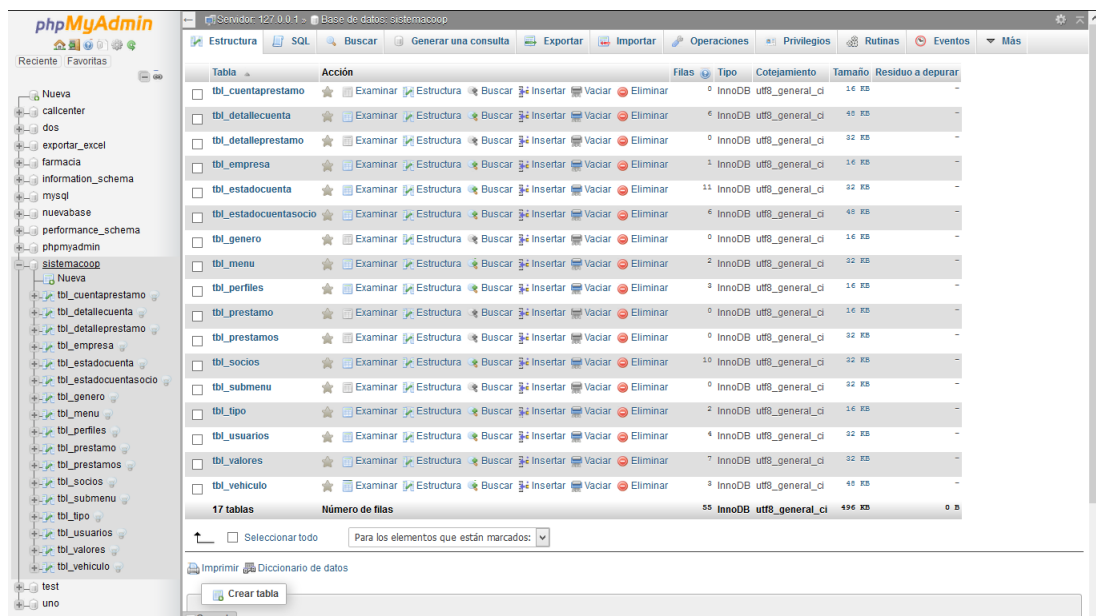 phpMyAdmin
Reciente Favoritas
Nueva
callcenter
dos
exportar_excel
farmacia
information_schema
mysql
nuevabase
performance_schema
phpmyadmin
sistemacoop
Nueva
tbl_cuentaprestamo
tbl_detallecuenta
tbl_detalleprestamo
tbl_empresa
tbl_estadocuenta
tbl_estadocuentasocio
tbl_genero
tbl_menu
tbl_perfiles
tbl_prestamo
tbl_prestamos
tbl_socios
tbl_submenu
tbl_tipo
tbl_usuarios
tbl_valores
tbl_vehiculo
test
uno
Servidor: 127.0.0.1 » Base de datos: sistemacoop
Estructura SQL Buscar Generar una consulta Exportar Importar Operaciones Privilegios Rutinas Eventos Más
Tabla Acción Filas Tipo Cotejamiento Tamaño Residuo a depurar
tbl_cuentaprestamo Examinar Estructura Buscar Insertar Vaciar Eliminar 0 InnoDB utf8_general_ci 16 KB -
tbl_detallecuenta Examinar Estructura Buscar Insertar Vaciar Eliminar 6 InnoDB utf8_general_ci 48 KB -
tbl_detalleprestamo Examinar Estructura Buscar Insertar Vaciar Eliminar 0 InnoDB utf8_general_ci 32 KB -
tbl_empresa Examinar Estructura Buscar Insertar Vaciar Eliminar 1 InnoDB utf8_general_ci 16 KB -
tbl_estadocuenta Examinar Estructura Buscar Insertar Vaciar Eliminar 11 InnoDB utf8_general_ci 32 KB -
tbl_estadocuentasocio Examinar Estructura Buscar Insertar Vaciar Eliminar 6 InnoDB utf8_general_ci 48 KB -
tbl_genero Examinar Estructura Buscar Insertar Vaciar Eliminar 0 InnoDB utf8_general_ci 16 KB -
tbl_menu Examinar Estructura Buscar Insertar Vaciar Eliminar 2 InnoDB utf8_general_ci 32 KB -
tbl_perfiles Examinar Estructura Buscar Insertar Vaciar Eliminar 3 InnoDB utf8_general_ci 16 KB -
tbl_prestamo Examinar Estructura Buscar Insertar Vaciar Eliminar 0 InnoDB utf8_general_ci 16 KB -
tbl_prestamos Examinar Estructura Buscar Insertar Vaciar Eliminar 0 InnoDB utf8_general_ci 32 KB -
tbl_socios Examinar Estructura Buscar Insertar Vaciar Eliminar 10 InnoDB utf8_general_ci 32 KB -
tbl_submenu Examinar Estructura Buscar Insertar Vaciar Eliminar 0 InnoDB utf8_general_ci 32 KB -
tbl_tipo Examinar Estructura Buscar Insertar Vaciar Eliminar 2 InnoDB utf8_general_ci 16 KB -
tbl_usuarios Examinar Estructura Buscar Insertar Vaciar Eliminar 4 InnoDB utf8_general_ci 32 KB -
tbl_valores Examinar Estructura Buscar Insertar Vaciar Eliminar 7 InnoDB utf8_general_ci 32 KB -
tbl_vehiculo Examinar Estructura Buscar Insertar Vaciar Eliminar 3 InnoDB utf8_general_ci 48 KB -
17 tablas Número de filas 55 InnoDB utf8_general_ci 496 KB 0 B
Seleccionar todo Para los elementos que están marcados:
Imprimir Diccionario de datos
Crear tabla